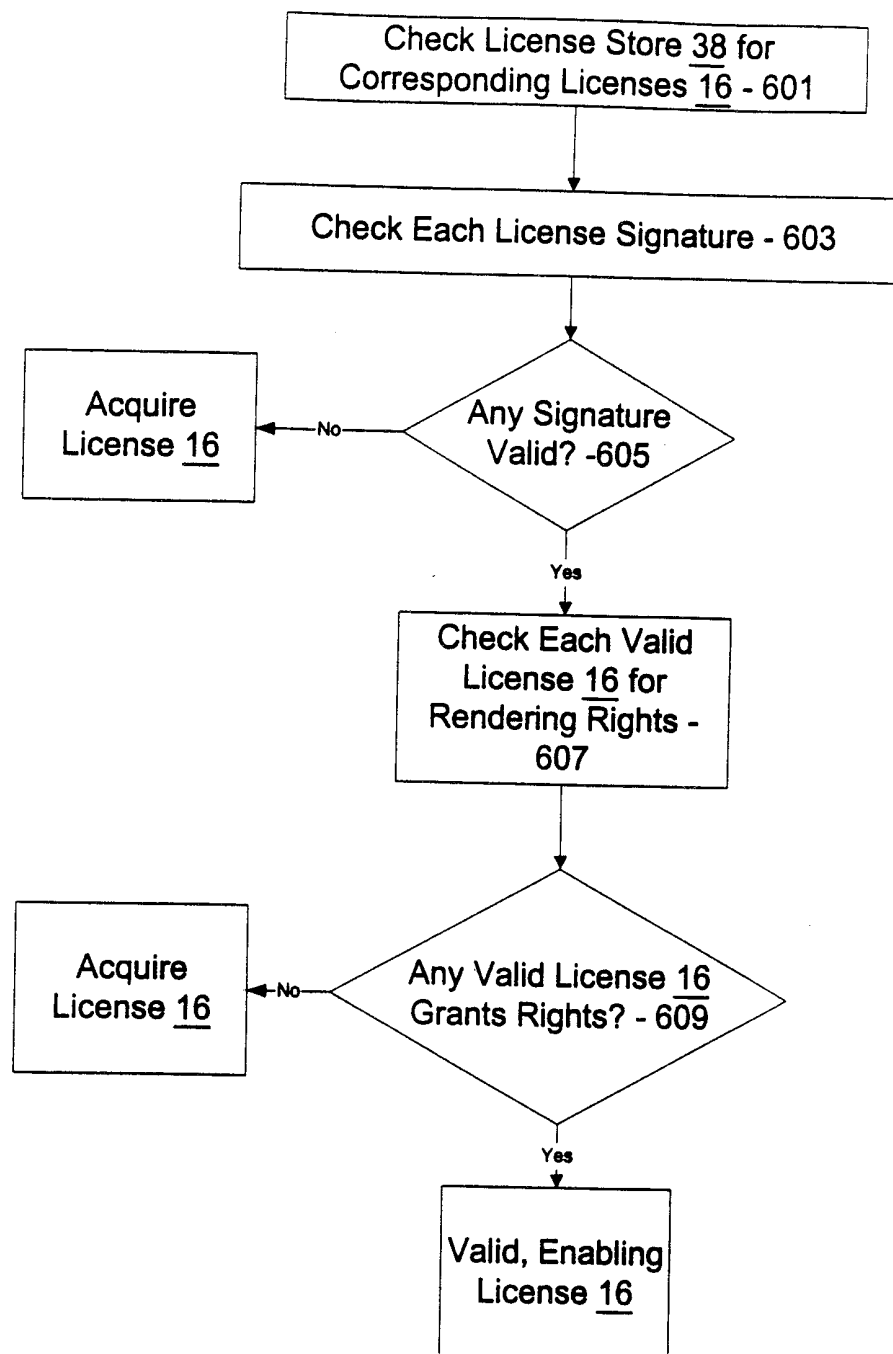 Check License Store 38 for
Corresponding Licenses 16 - 601
Check Each License Signature - 603
Any Signature
Valid? -605
No
Acquire
License 16
Yes
Check Each Valid
License 16 for
Rendering Rights -
607
Any Valid License 16
Grants Rights? - 609
No
Acquire
License 16
Yes
Valid, Enabling
License 16